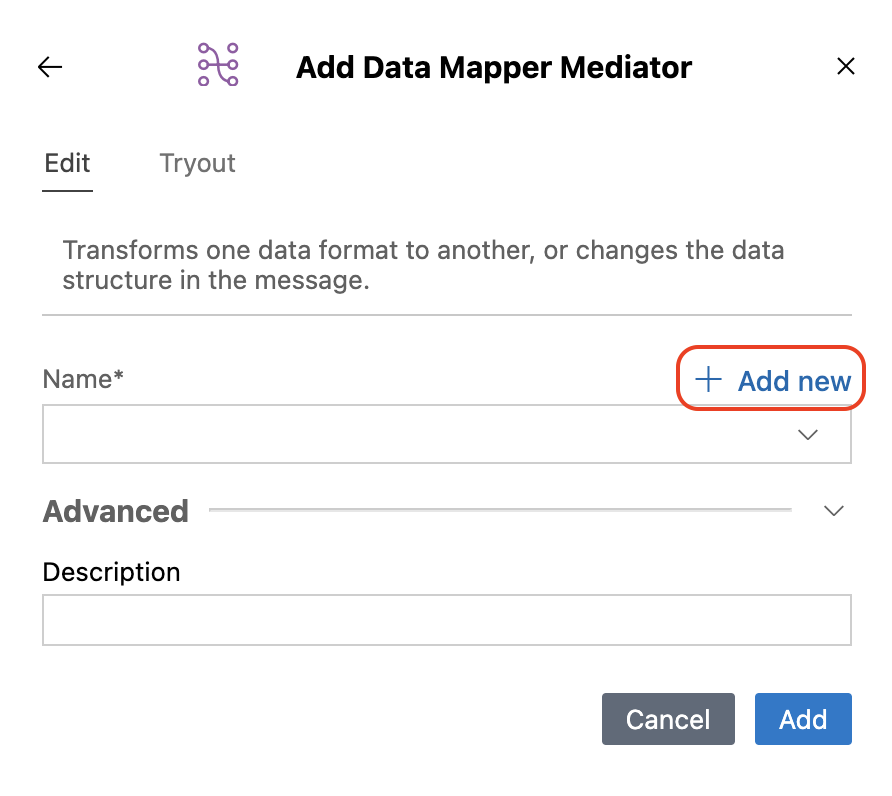 Add Data Mapper Mediator
Edit Tryout
Transforms one data format to another, or changes the data
structure in the message.
Name* Add new
Advanced
Description
Cancel Add